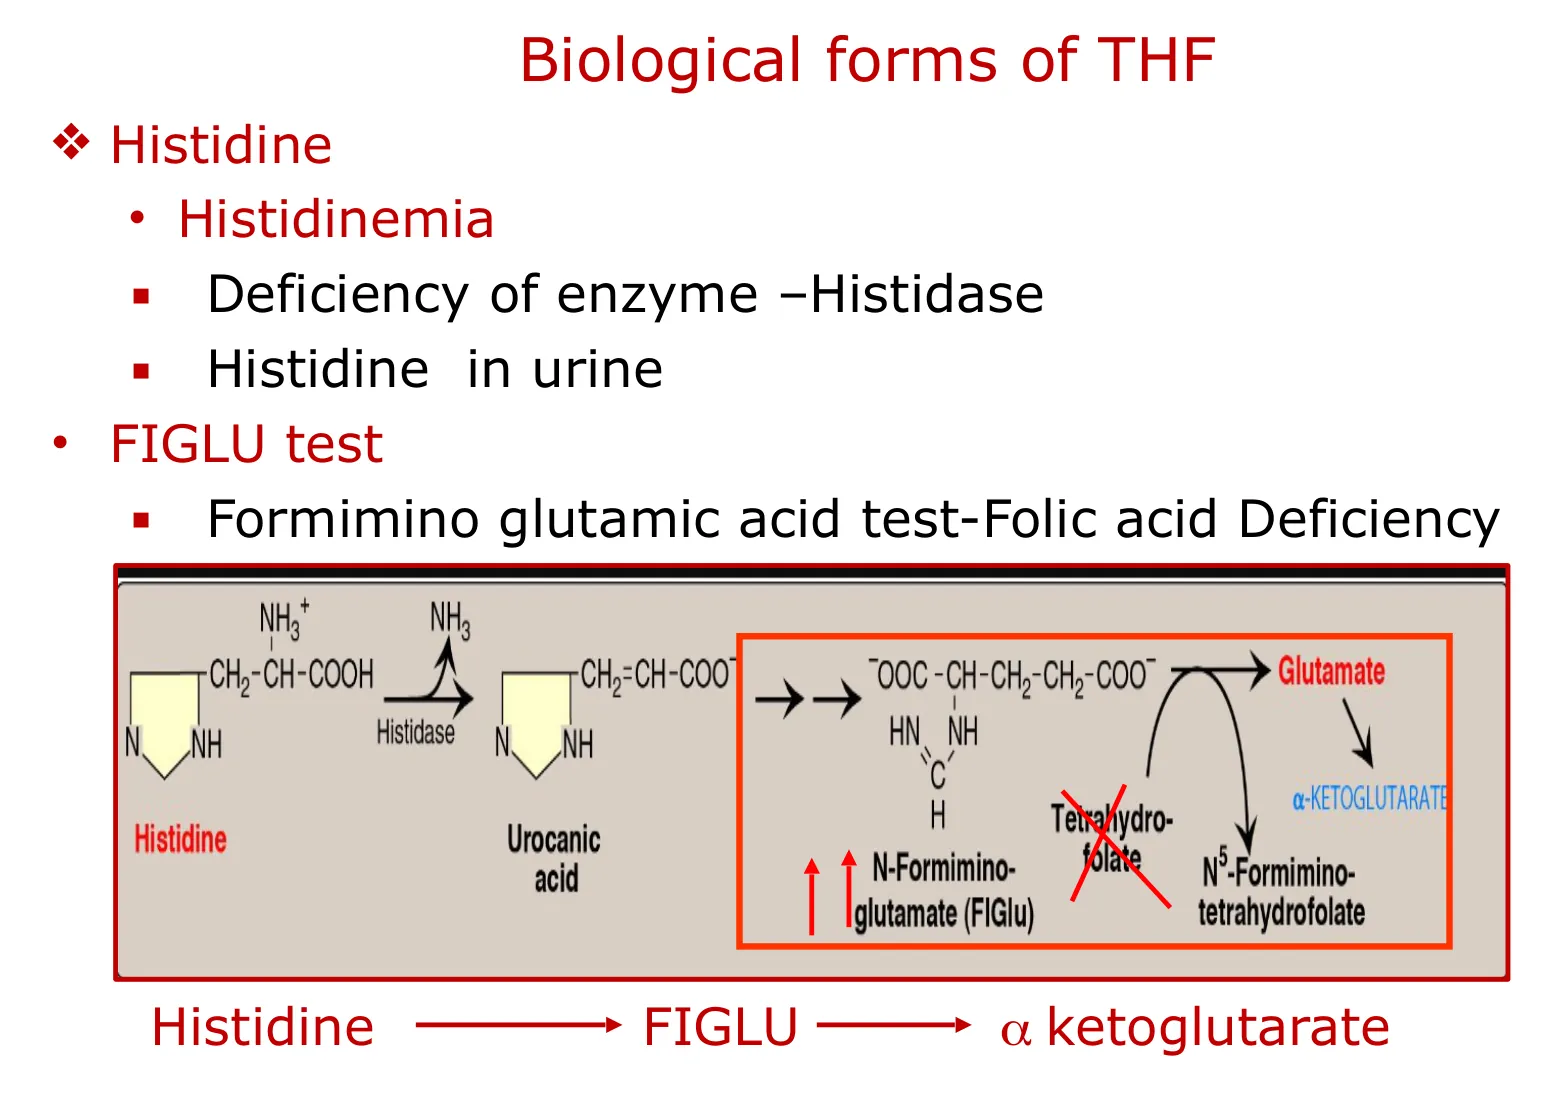 Biological forms of THF
❖ Histidine
• Histidinemia
▪ Deficiency of enzyme –Histidase
▪ Histidine in urine
• FIGLU test
▪ Formimino glutamic acid test-Folic acid Deficiency
NH₃⁺
CH₂-CH-COOH
N NH
Histidine
NH₃
Histidase
CH₂=CH-COO⁻
N NH
Urocanic
acid
⁻OOC -CH-CH₂-CH₂-COO⁻
HN NH
C
H
N-Formimino-
glutamate (FIGlu)
Tetrahydro-
folate
N⁵-Formimino-
tetrahydrofolate
Glutamate
α-KETOGLUTARATE
Histidine → FIGLU → α ketoglutarate